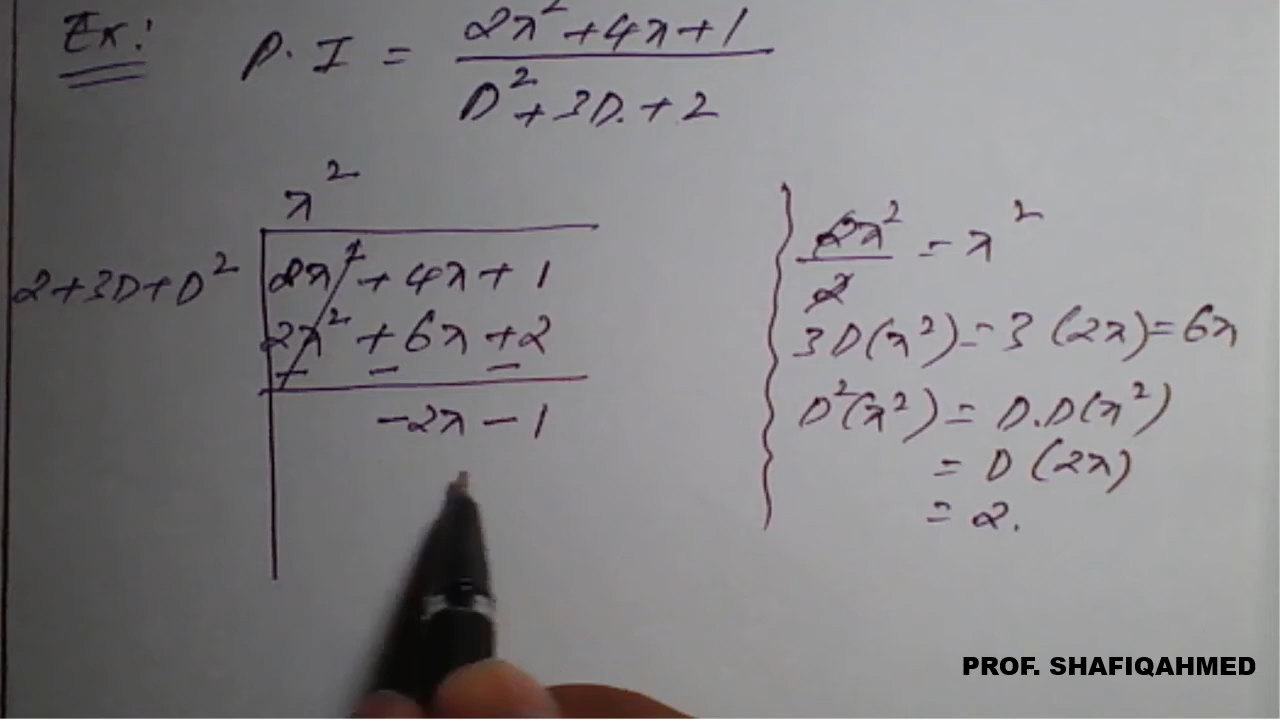 Ex:
P. I = 2x² + 4x + 1
D² + 3D. + 2
x²
2+3D+D² 2x² + 4x + 1
2x² + 6x + 2
− − −
-2x - 1
2x² = x²
2
3D(x²) = 3 (2x) = 6x
D²(x²) = D.D(x²)
= D (2x)
= 2.
PROF. SHAFIQAHMED